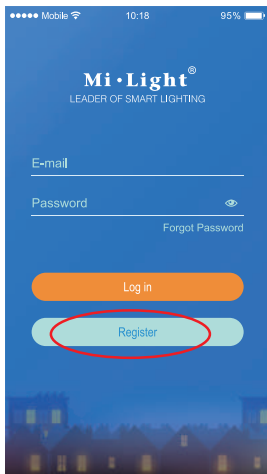 Mobile 10:18 95%
Mi·Light®
LEADER OF SMART LIGHTING
E-mail
Password
Forgot Password
Log in
Register